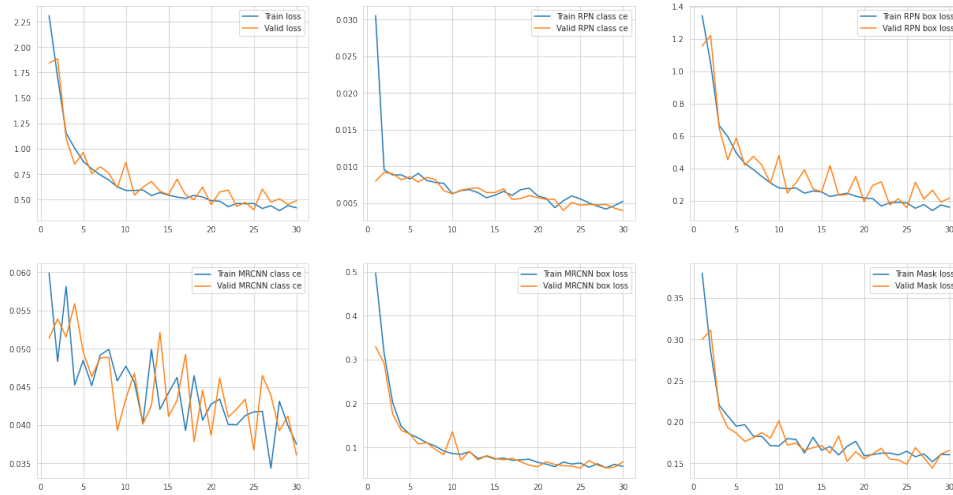 Train loss
Valid loss
2.25
2.00
1.75
1.50
1.25
1.00
0.75
0.50
0 5 10 15 20 25 30
Train RPN class ce
Valid RPN class ce
0.030
0.025
0.020
0.015
0.010
0.005
0 5 10 15 20 25 30
Train RPN box loss
Valid RPN box loss
1.4
1.2
1.0
0.8
0.6
0.4
0.2
0 5 10 15 20 25 30
Train MRCNN class ce
Valid MRCNN class ce
0.060
0.055
0.050
0.045
0.040
0.035
0 5 10 15 20 25 30
Train MRCNN box loss
Valid MRCNN box loss
0.5
0.4
0.3
0.2
0.1
0 5 10 15 20 25 30
Train Mask loss
Valid Mask loss
0.35
0.30
0.25
0.20
0.15
0 5 10 15 20 25 30